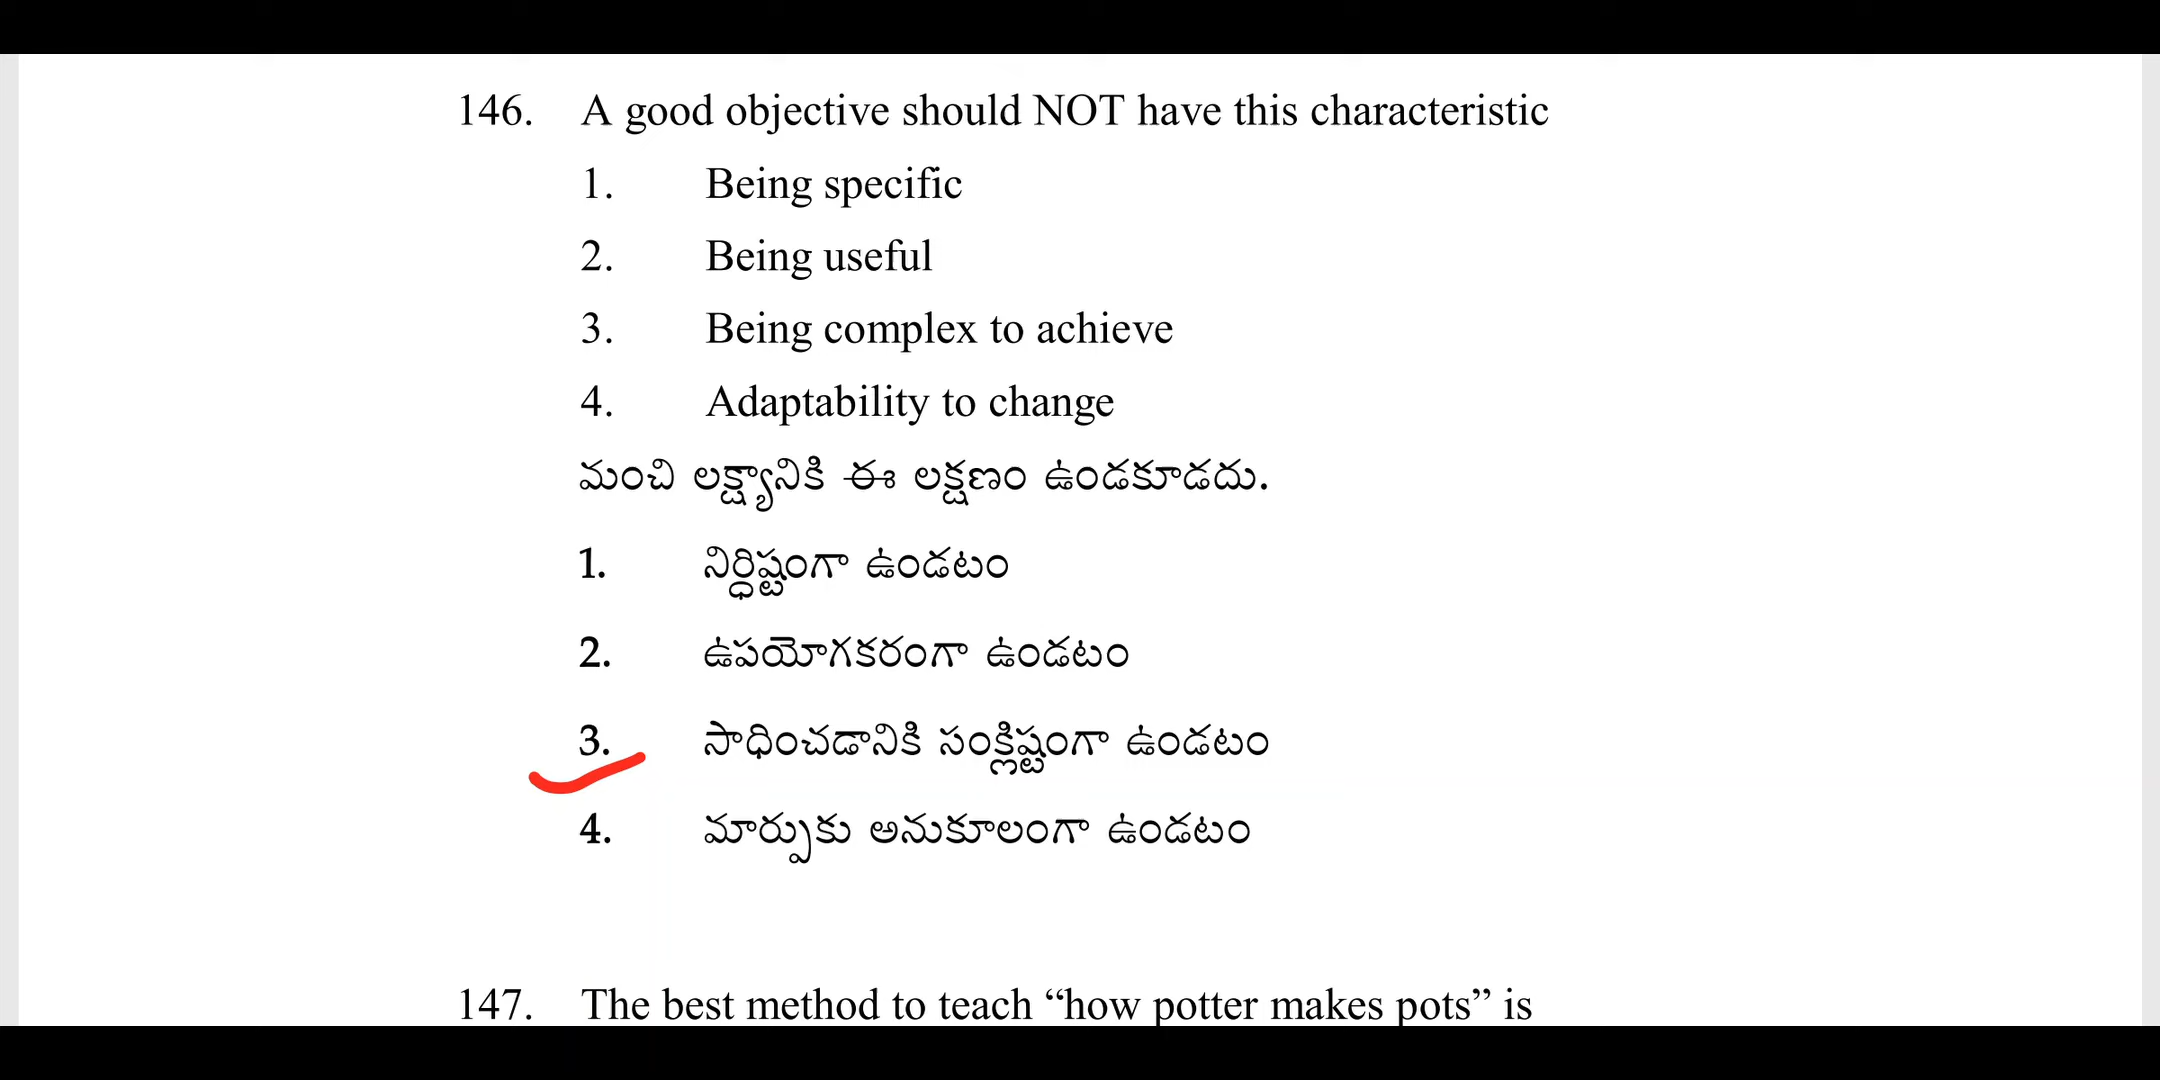 146. A good objective should NOT have this characteristic
1. Being specific
2. Being useful
3. Being complex to achieve
4. Adaptability to change
మంచి లక్ష్యానికి ఈ లక్షణం ఉండకూడదు.
1. నిర్ధిష్టంగా ఉండటం
2. ఉపయోగకరంగా ఉండటం
3. సాధించడానికి సంక్లిష్టంగా ఉండటం
4. మార్పుకు అనుకూలంగా ఉండటం
147. The best method to teach “how potter makes pots” is